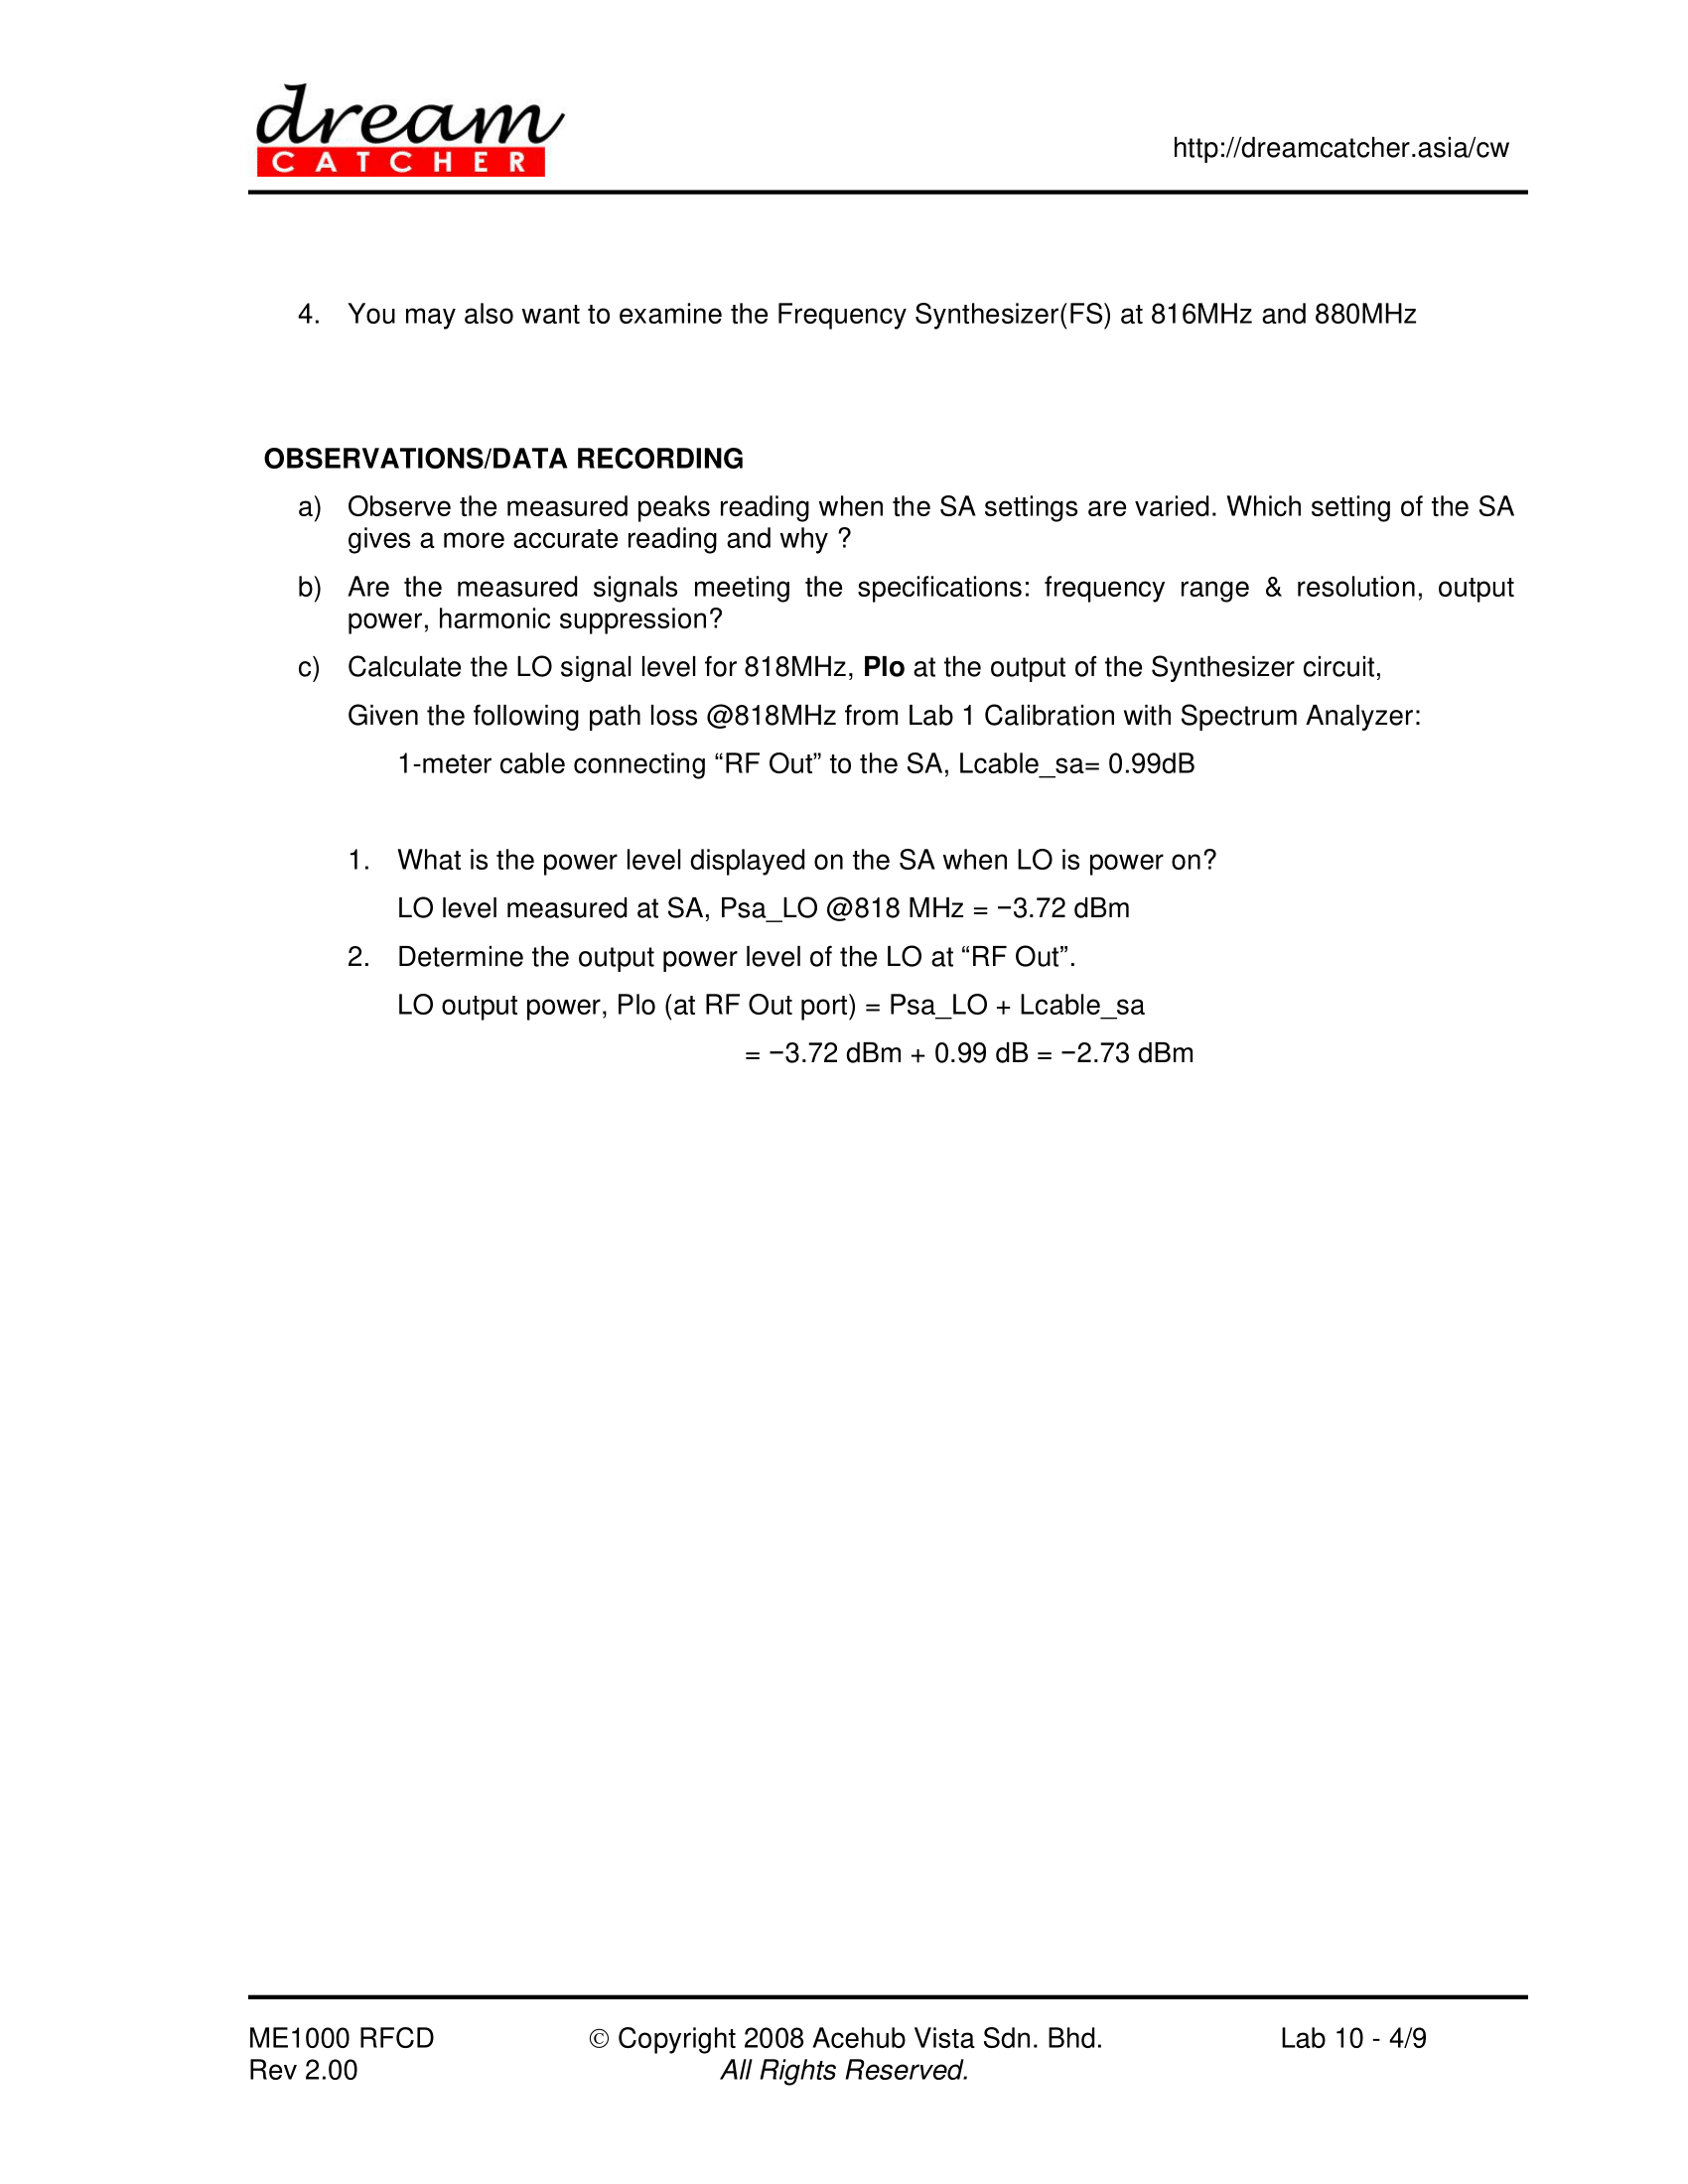 dream
CATCHER
http://dreamcatcher.asia/cw
4. You may also want to examine the Frequency Synthesizer(FS) at 816MHz and 880MHz
OBSERVATIONS/DATA RECORDING
a) Observe the measured peaks reading when the SA settings are varied. Which setting of the SA
gives a more accurate reading and why ?
b) Are the measured signals meeting the specifications: frequency range & resolution, output
power, harmonic suppression?
c) Calculate the LO signal level for 818MHz, Plo at the output of the Synthesizer circuit,
Given the following path loss @818MHz from Lab 1 Calibration with Spectrum Analyzer:
1-meter cable connecting “RF Out” to the SA, Lcable_sa= 0.99dB
1. What is the power level displayed on the SA when LO is power on?
LO level measured at SA, Psa_LO @818 MHz = −3.72 dBm
2. Determine the output power level of the LO at “RF Out”.
LO output power, Plo (at RF Out port) = Psa_LO + Lcable_sa
= −3.72 dBm + 0.99 dB = −2.73 dBm
ME1000 RFCD © Copyright 2008 Acehub Vista Sdn. Bhd. Lab 10 - 4/9
Rev 2.00 All Rights Reserved.